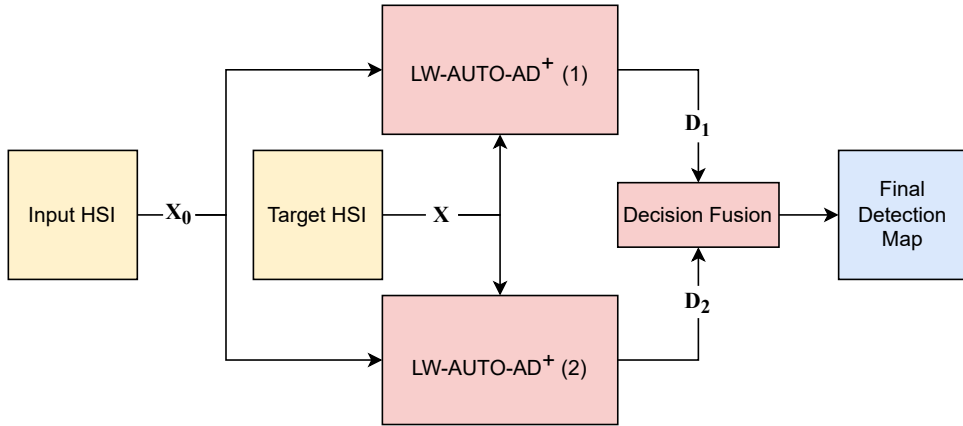 LW-AUTO-AD⁺ (1)
D₁
Input HSI
X₀
Target HSI
X
Decision Fusion
Final
Detection
Map
D₂
LW-AUTO-AD⁺ (2)